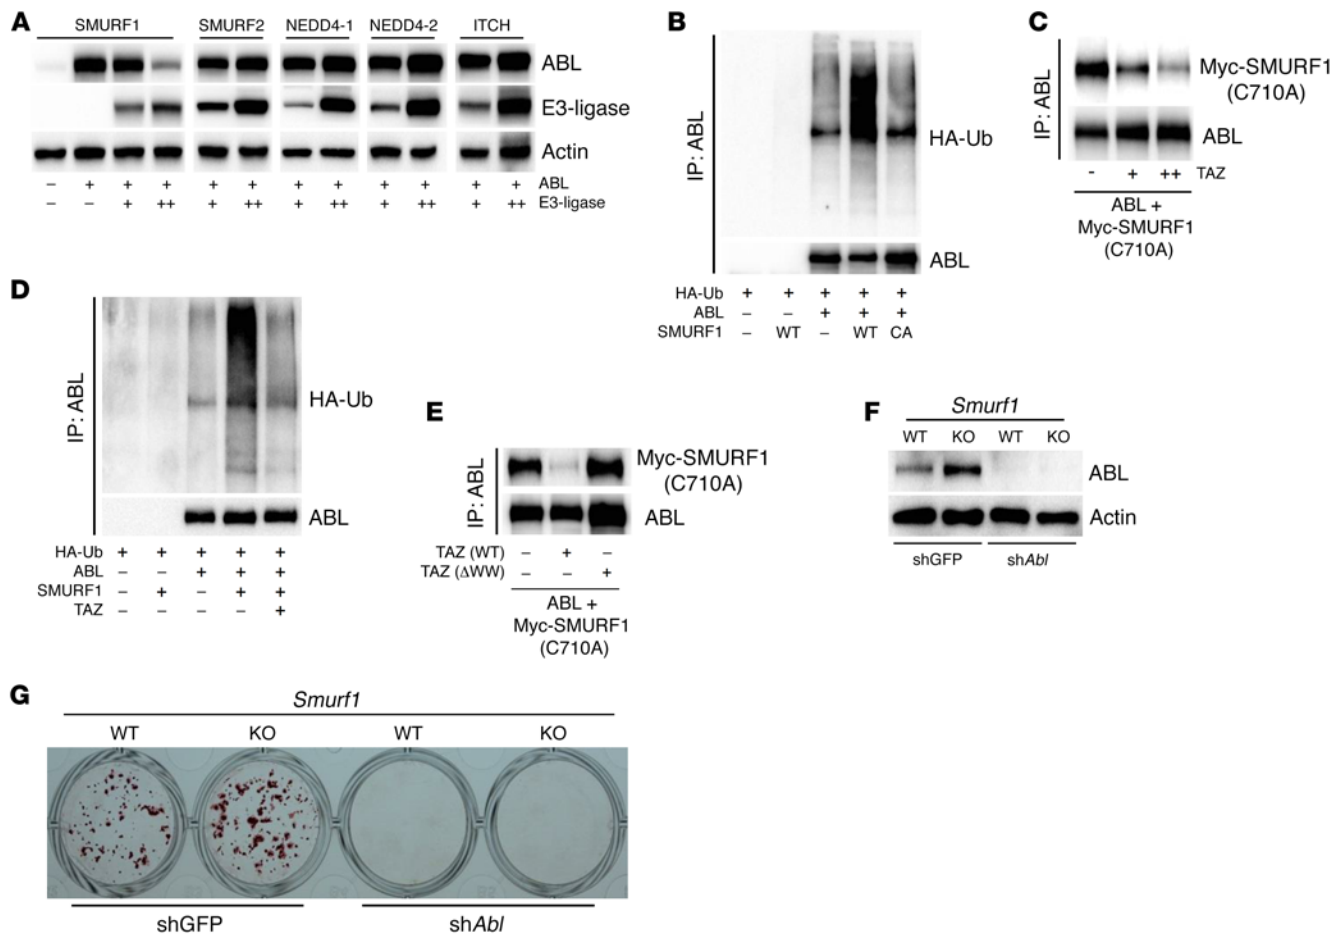 A
SMURF1 SMURF2 NEDD4-1 NEDD4-2 ITCH
ABL
E3-ligase
Actin
– + + + + + + + + + + + ABL
– – + ++ + ++ + ++ + ++ + ++ E3-ligase
B
IP: ABL
HA-Ub
ABL
HA-Ub + + + + +
ABL – – + + +
SMURF1 – WT – WT CA
C
IP: ABL
Myc-SMURF1
(C710A)
ABL
- + ++ TAZ
ABL +
Myc-SMURF1
(C710A)
D
IP: ABL
HA-Ub
ABL
HA-Ub + + + + +
ABL – – + + +
SMURF1 – + – + +
TAZ – – – – +
E
IP: ABL
Myc-SMURF1
(C710A)
ABL
TAZ (WT) – + –
TAZ (ΔWW) – – +
ABL +
Myc-SMURF1
(C710A)
F
Smurf1
WT KO WT KO
ABL
Actin
shGFP shAbl
G
Smurf1
WT KO WT KO
shGFP shAbl